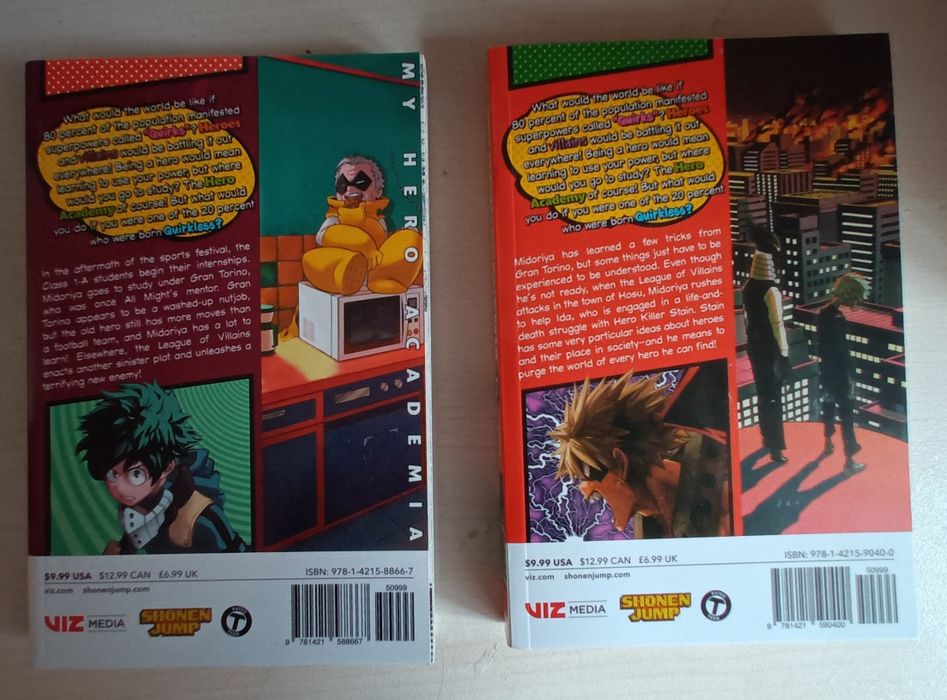 What would the world be like if
80 percent of the population manifested
superpowers called "Quirks"? Heroes
and villains would be battling it out
everywhere! Being a hero would mean
learning to use your power, but where
would you go to study? The Hero
Academy of course! But what would
you do if you were one of the 20 percent
who were born Quirkless?
In the aftermath of the sports festival, the
Class 1-A students begin their internships.
Midoriya goes to study under Gran Torino,
who was once All Might's mentor. Gran
Torino appears to be a washed-up nutjob,
but the old hero still has more moves than
a football team, and Midoriya has a lot to
learn! Elsewhere, the League of Villains
enacts another sinister plot and unleashes a
terrifying new enemy!
MY HERO ACADEMIA
$9.99 USA $12.99 CAN £6.99 UK
ISBN: 978-1-4215-8866-7
viz.com shonenjump.com
50999
VIZ MEDIA
SHONEN
JUMP
RATED
T
TEEN
9 781421 588667
What would the world be like if
80 percent of the population manifested
superpowers called "Quirks"? Heroes
and villains would be battling it out
everywhere! Being a hero would mean
learning to use your power, but where
would you go to study? The Hero
Academy of course! But what would
you do if you were one of the 20 percent
who were born Quirkless?
Midoriya has learned a few tricks from
Gran Torino, but some things just have to be
experienced to be understood. Even though
he's not ready, when the League of Villains
attacks in the town of Hosu, Midoriya rushes
to help Ida, who is engaged in a life-and-
death struggle with Hero Killer Stain. Stain
has some very particular ideas about heroes
and their place in society—and he means to
purge the world of every hero he can find!
$9.99 USA $12.99 CAN £6.99 UK
ISBN: 978-1-4215-9040-0
viz.com shonenjump.com
50999
VIZ MEDIA
SHONEN
JUMP
RATED
T
TEEN
9 781421 590400